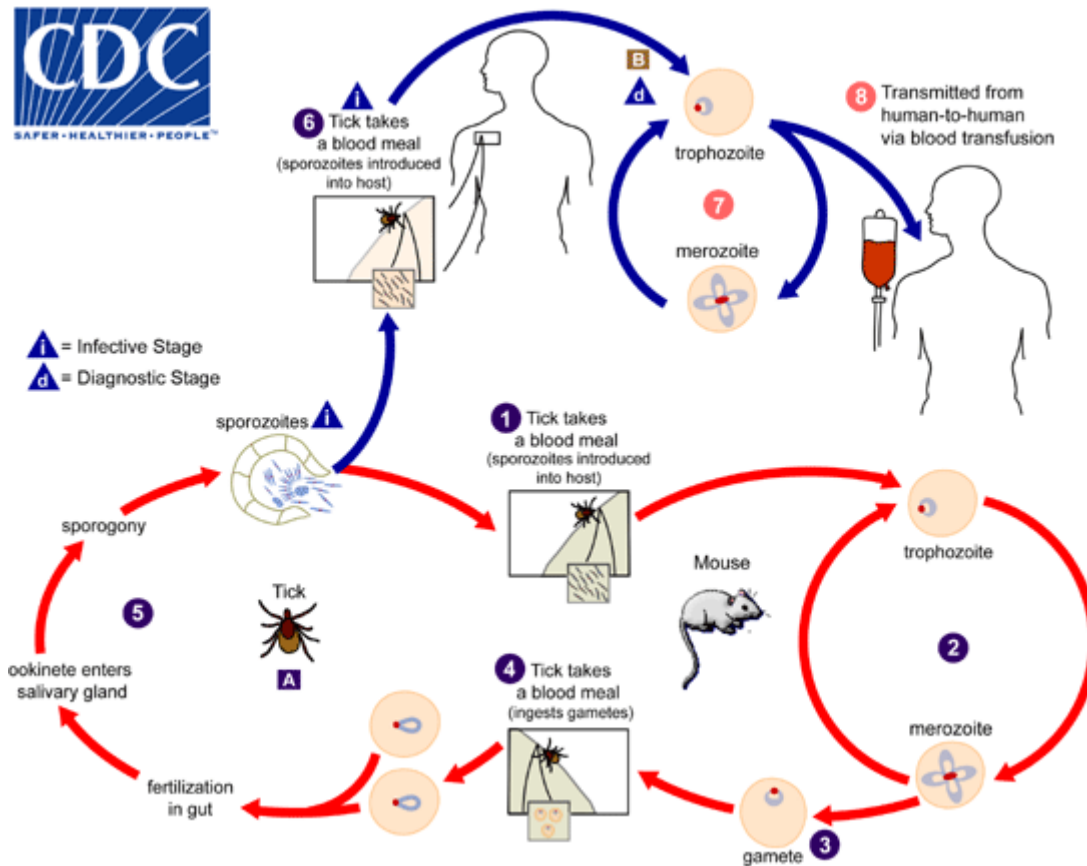 CDC
SAFER • HEALTHIER • PEOPLE™
B
d
i
6 Tick takes
a blood meal
(sporozoites introduced
into host)
trophozoite
7
merozoite
8 Transmitted from
human-to-human
via blood transfusion
i = Infective Stage
d = Diagnostic Stage
sporozoites i
1 Tick takes
a blood meal
(sporozoites introduced
into host)
trophozoite
sporogony
Mouse
Tick
A
5
2
ookinete enters
salivary gland
4 Tick takes
a blood meal
(ingests gametes)
merozoite
fertilization
in gut
gamete 3